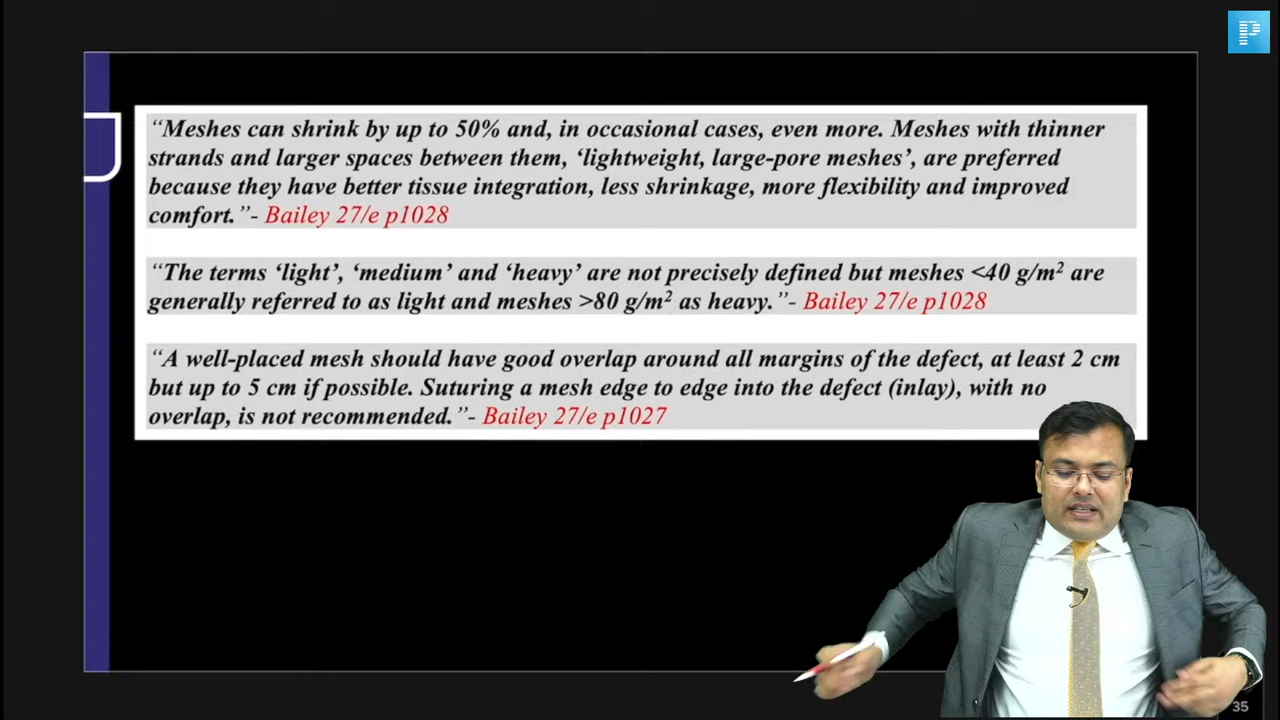 “Meshes can shrink by up to 50% and, in occasional cases, even more. Meshes with thinner
strands and larger spaces between them, ‘lightweight, large-pore meshes’, are preferred
because they have better tissue integration, less shrinkage, more flexibility and improved
comfort.”- Bailey 27/e p1028
“The terms ‘light’, ‘medium’ and ‘heavy’ are not precisely defined but meshes <40 g/m² are
generally referred to as light and meshes >80 g/m² as heavy.”- Bailey 27/e p1028
“A well-placed mesh should have good overlap around all margins of the defect, at least 2 cm
but up to 5 cm if possible. Suturing a mesh edge to edge into the defect (inlay), with no
overlap, is not recommended.”- Bailey 27/e p1027
P
35